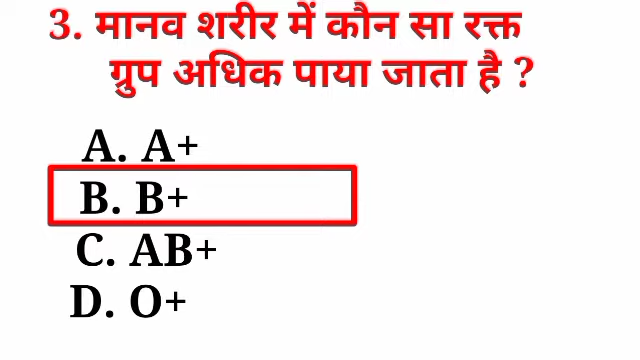 3. मानव शरीर में कौन सा रक्त
ग्रुप अधिक पाया जाता है ?
A. A+
B. B+
C. AB+
D. O+